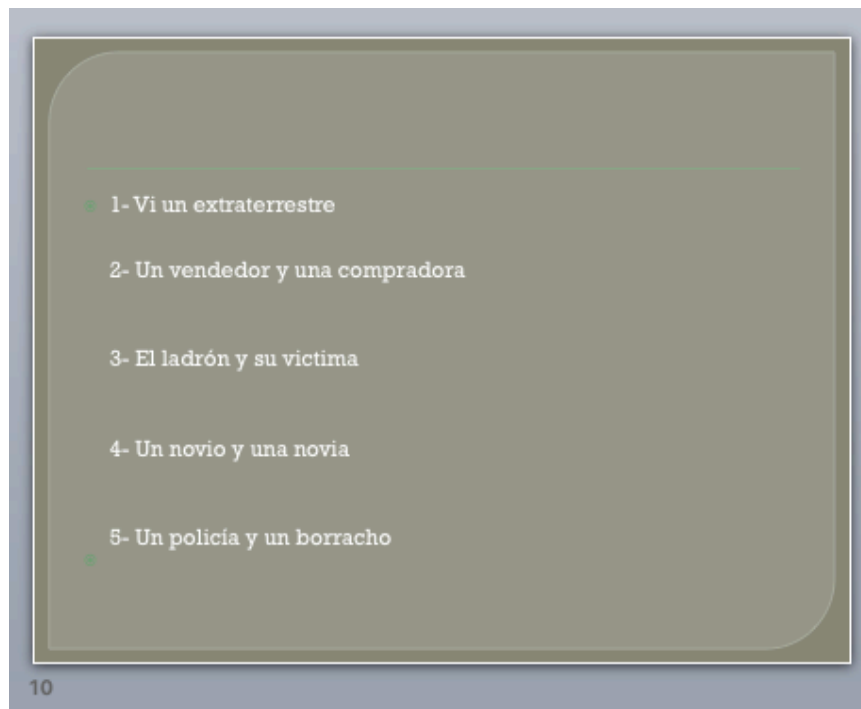 1- Vi un extraterrestre
2- Un vendedor y una compradora
3- El ladrón y su victima
4- Un novio y una novia
5- Un policía y un borracho
10